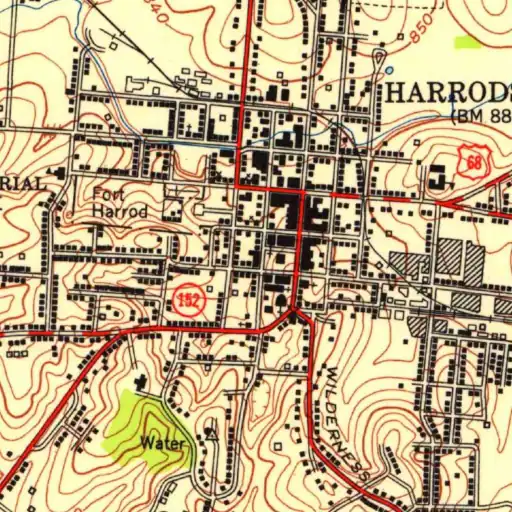 840
850
HARRODS
(BM 88
68
RIAL
Fort
Harrod
152
WILDERNESS
Water